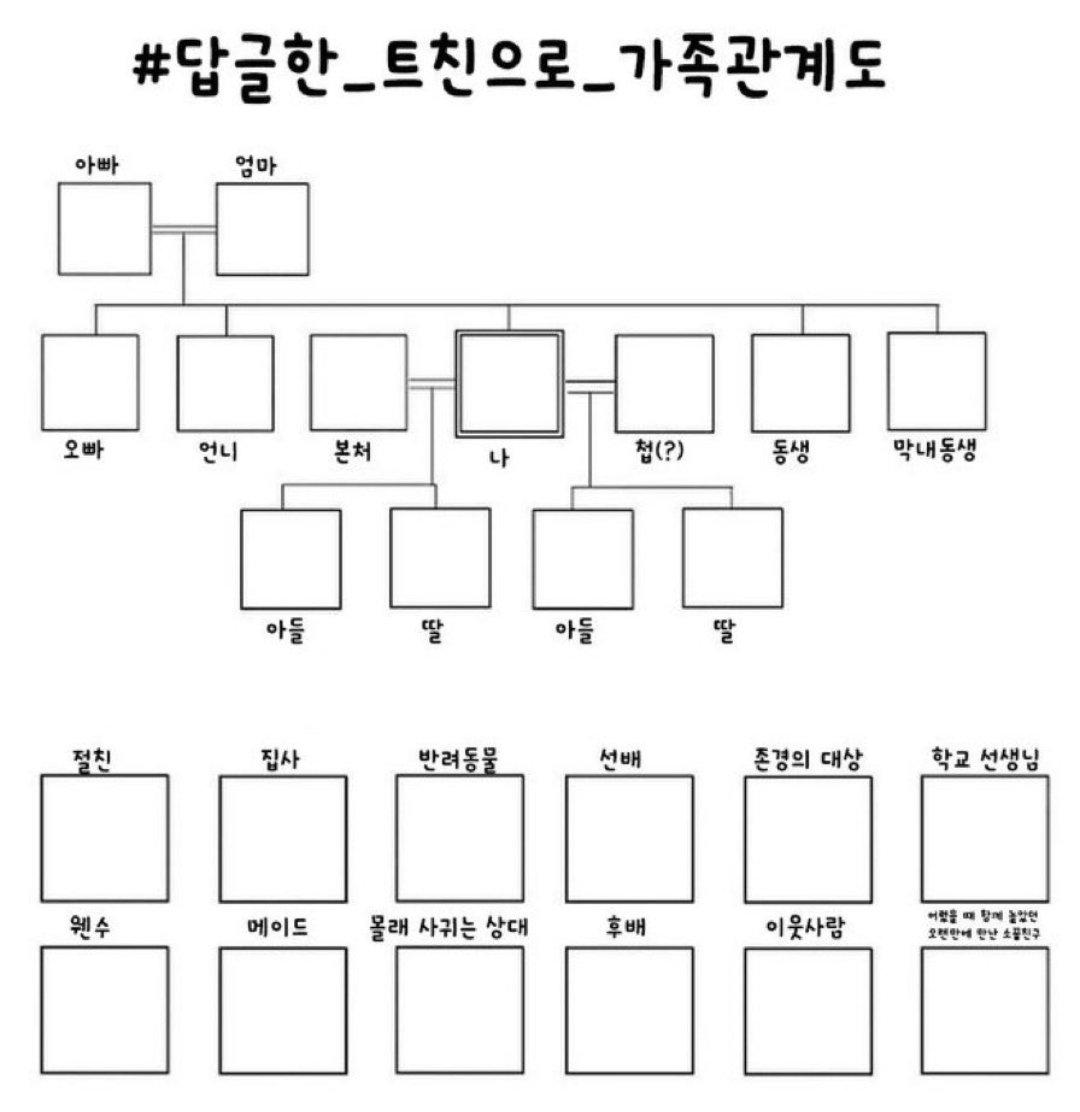 #답글한_트친으로_가족관계도
아빠 엄마
오빠 언니 본처 나 첩(?) 동생 막내동생
아들 딸 아들 딸
절친 집사 반려동물 선배 존경의 대상 학교 선생님
웬수 메이드 몰래 사귀는 상대 후배 이웃사람
어렸을 때 함께 놀았던
오랜만에 만난 소꿉친구